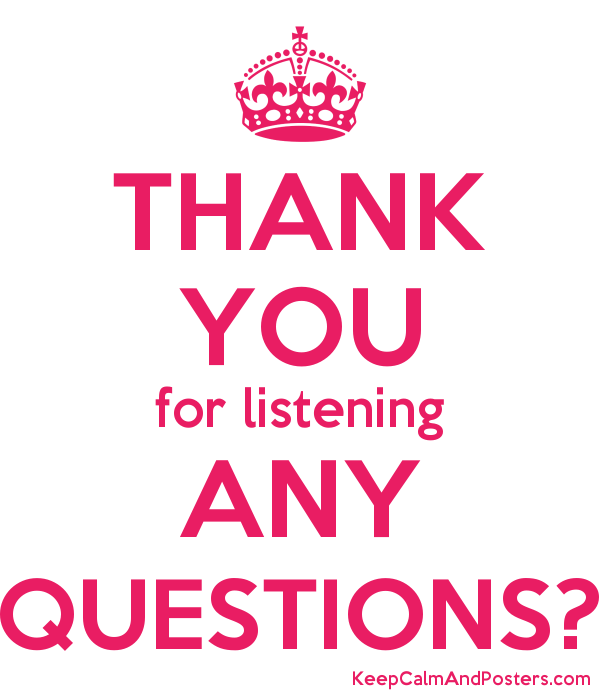 THANK
YOU
for listening
ANY
QUESTIONS?
KeepCalmAndPosters.com